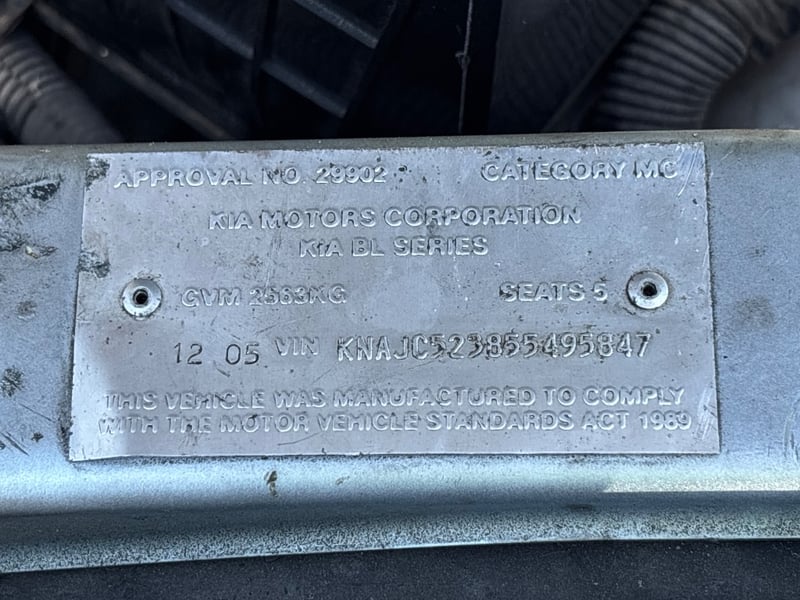 APPROVAL NO. 29902 CATEGORY MC
KIA MOTORS CORPORATION
KIA BL SERIES
GVM 2563KG SEATS 5
12 05 VIN KNAJC523855495847
THIS VEHICLE WAS MANUFACTURED TO COMPLY
WITH THE MOTOR VEHICLE STANDARDS ACT 1989